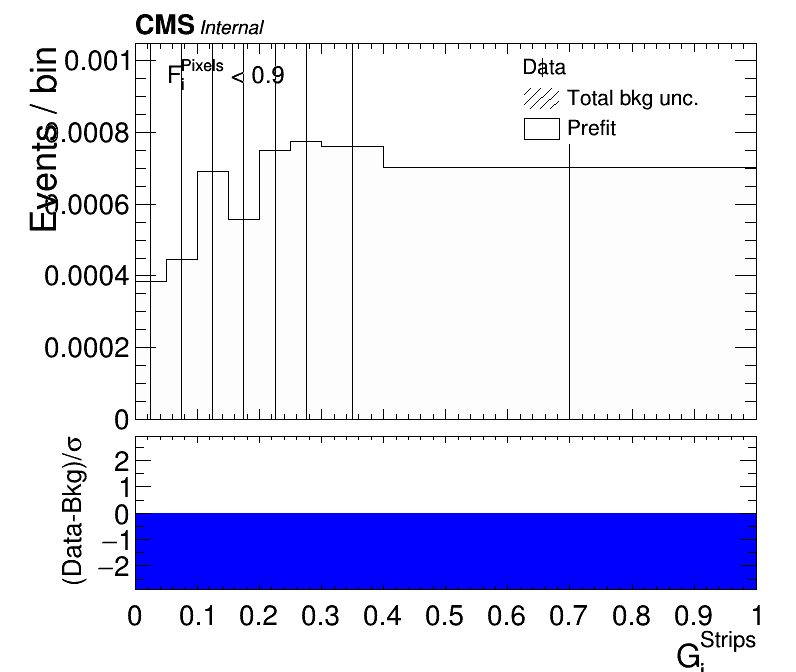 CMS Internal
F_i^Pixels < 0.9
Data
Total bkg unc.
Prefit
Events / bin
0.001
0.0008
0.0006
0.0004
0.0002
0
(Data-Bkg)/σ
2
1
0
−1
−2
0 0.1 0.2 0.3 0.4 0.5 0.6 0.7 0.8 0.9 1
G_i^Strips